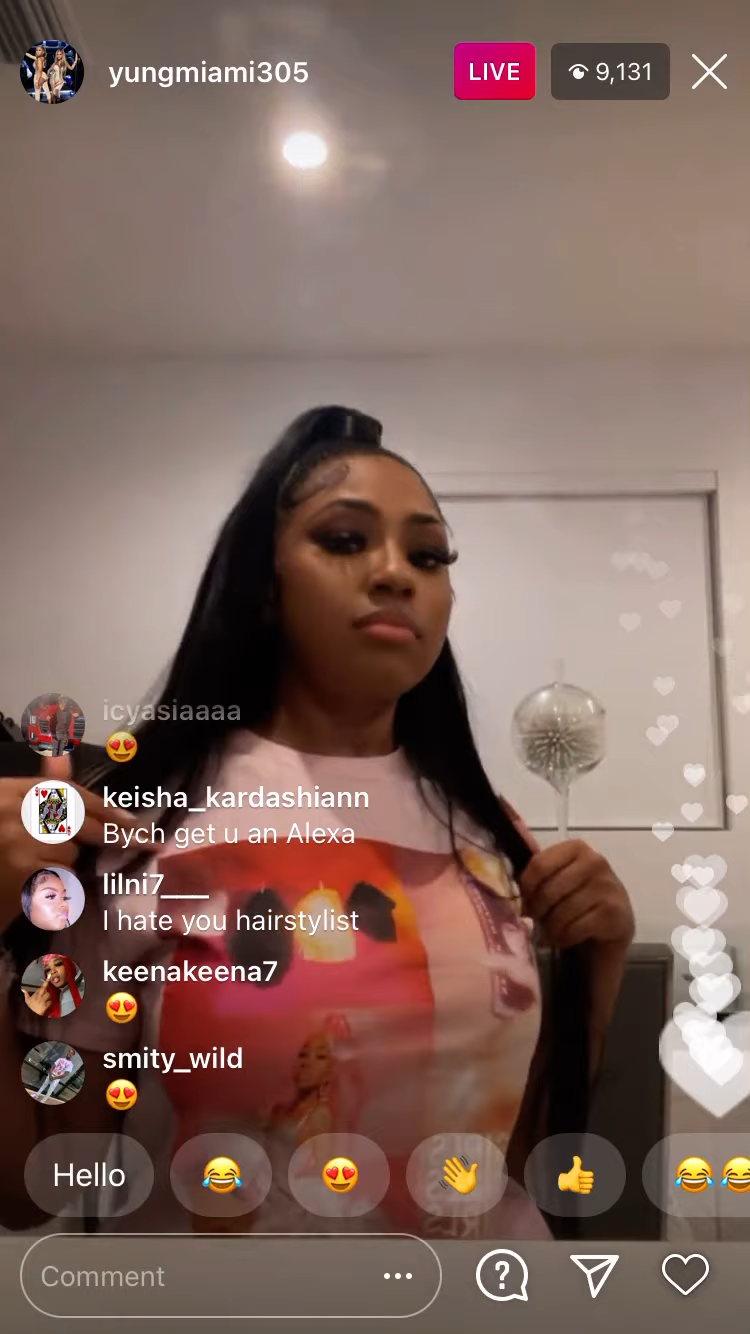 yungmiami305
LIVE
9,131
icyasiaaaa
😍
keisha_kardashiann
Bych get u an Alexa
lilni7___
I hate you hairstylist
keenakeena7
😍
smity_wild
😍
Hello 😂 😍 👋 👍 😂😂
Comment